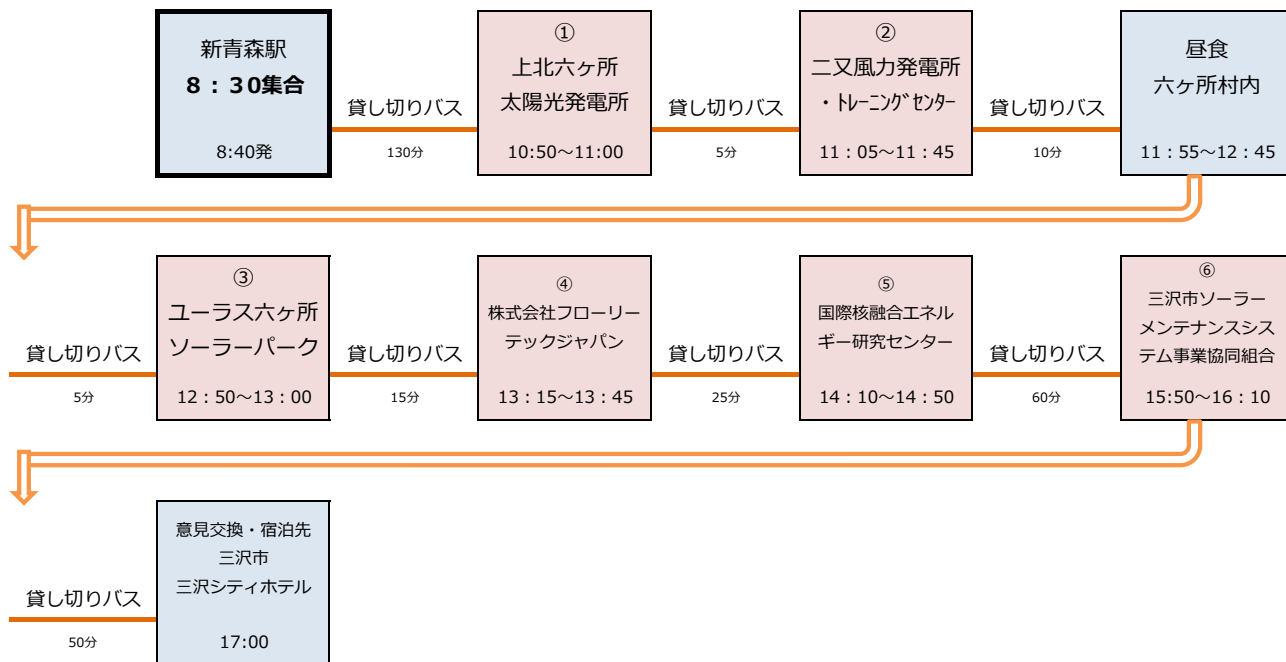 新青森駅
8:30集合
8:40発
貸し切りバス
130分
①
上北六ヶ所
太陽光発電所
10:50～11:00
貸し切りバス
5分
②
二又風力発電所
・ﾄﾚｰﾆﾝｸﾞｾﾝﾀｰ
11：05～11：45
貸し切りバス
10分
昼食
六ヶ所村内
11：55～12：45
貸し切りバス
5分
③
ユーラス六ヶ所
ソーラーパーク
12：50～13：00
貸し切りバス
15分
④
株式会社フローリー
テックジャパン
13：15～13：45
貸し切りバス
25分
⑤
国際核融合エネル
ギー研究センター
14：10～14：50
貸し切りバス
60分
⑥
三沢市ソーラー
メンテナンスシス
テム事業協同組合
15:50～16：10
貸し切りバス
50分
意見交換・宿泊先
三沢市
三沢シティホテル
17:00